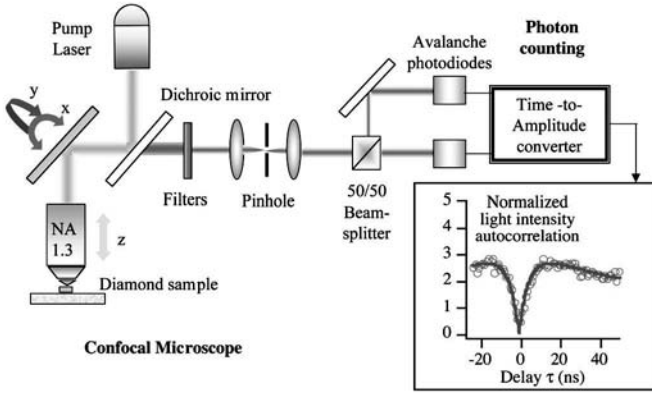 Pump
Laser
y
x
Dichroic mirror
Filters
Pinhole
NA
1.3
z
Diamond sample
Confocal Microscope
50/50
Beam-
splitter
Avalanche
photodiodes
Photon
counting
Time -to-
Amplitude
converter
Normalized
light intensity
autocorrelation
5
4
3
2
1
0
-20 0 20 40
Delay τ (ns)